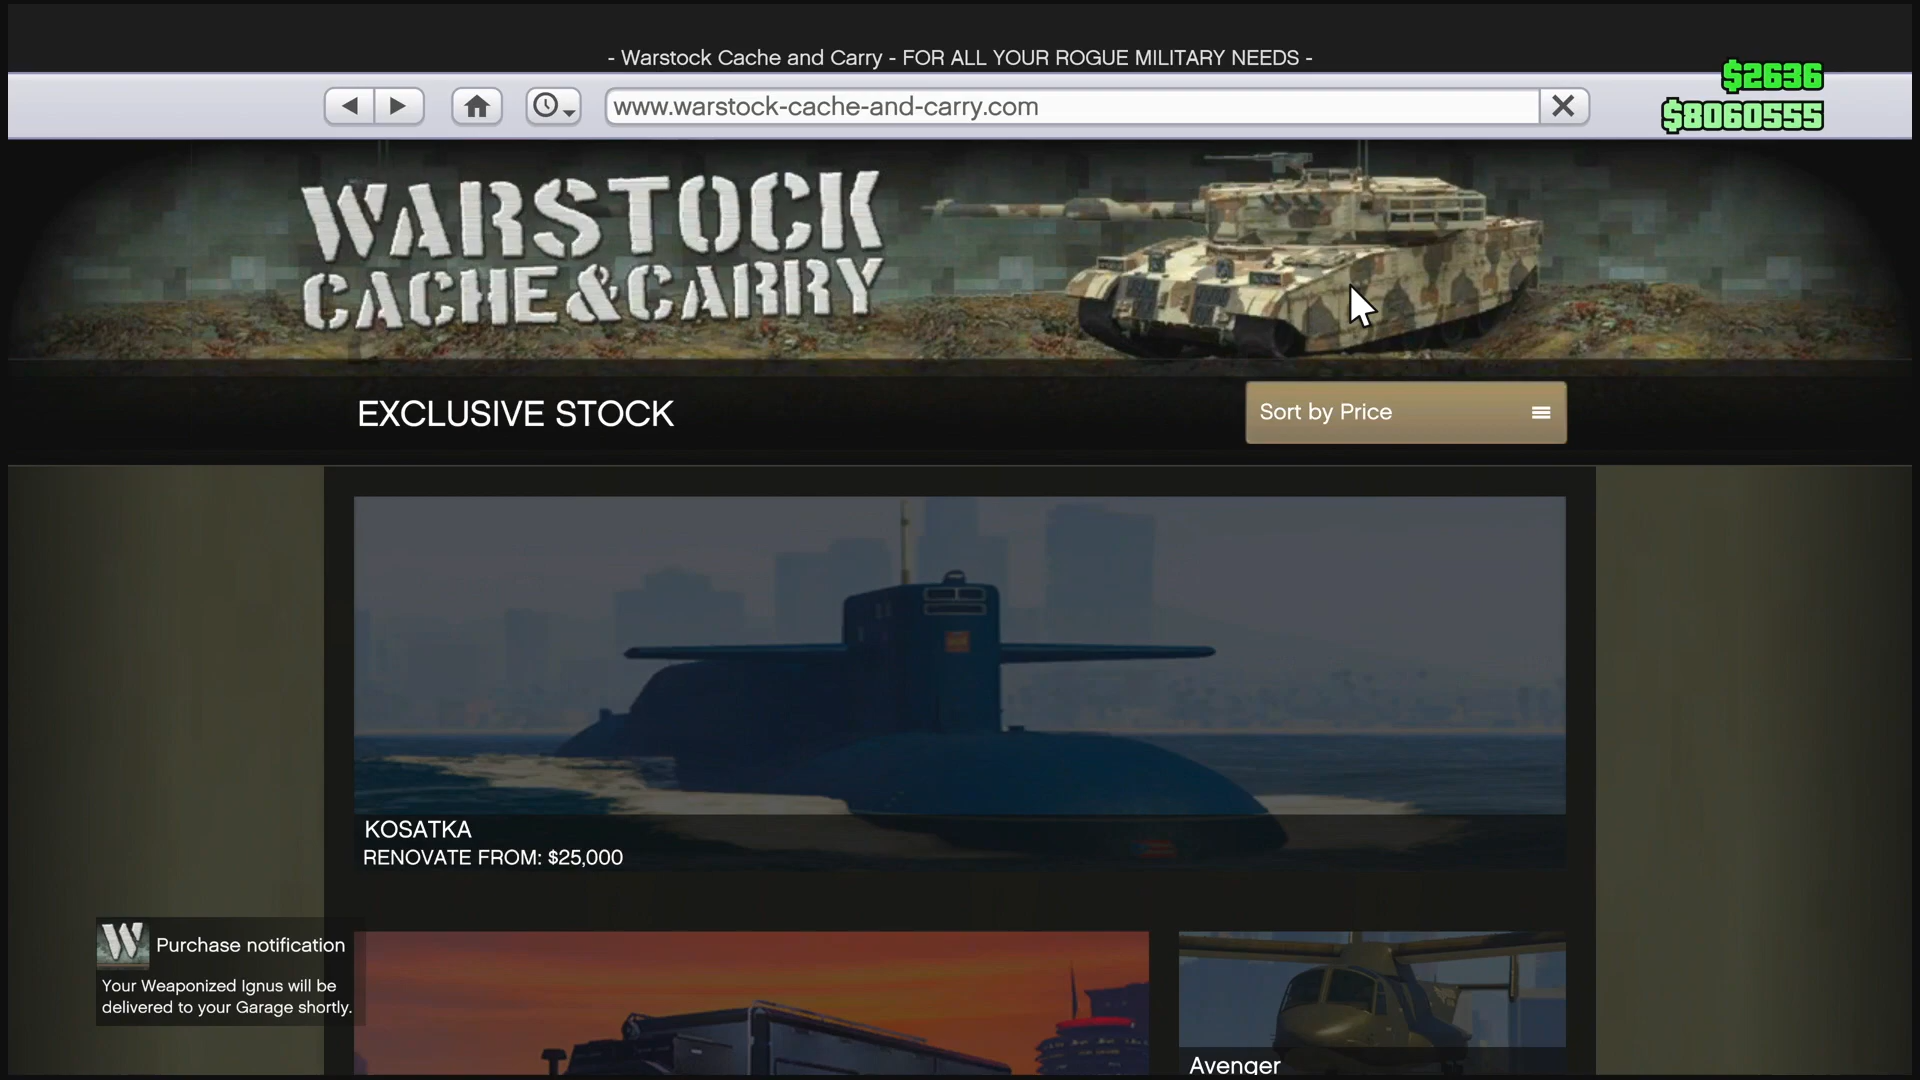 - Warstock Cache and Carry - FOR ALL YOUR ROGUE MILITARY NEEDS -
$2636
www.warstock-cache-and-carry.com
$8060555
WARSTOCK
CACHE & CARRY
EXCLUSIVE STOCK
Sort by Price
KOSATKA
RENOVATE FROM: $25,000
W Purchase notification
Your Weaponized Ignus will be
delivered to your Garage shortly.
Avenger